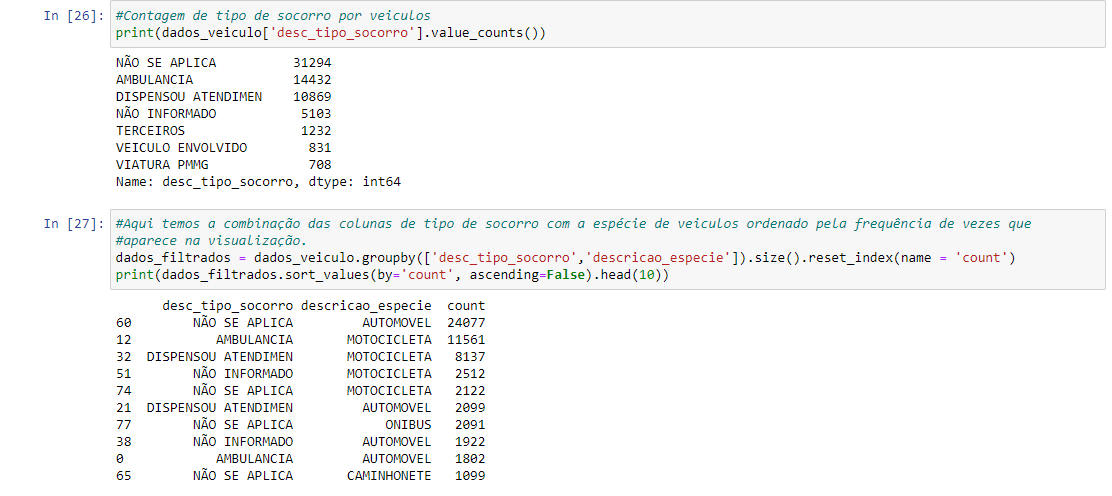 In [26]: #Contagem de tipo de socorro por veiculos
print(dados_veiculo['desc_tipo_socorro'].value_counts())
NÃO SE APLICA 31294
AMBULANCIA 14432
DISPENSOU ATENDIMEN 10869
NÃO INFORMADO 5103
TERCEIROS 1232
VEICULO ENVOLVIDO 831
VIATURA PMMG 708
Name: desc_tipo_socorro, dtype: int64
In [27]: #Aqui temos a combinação das colunas de tipo de socorro com a espécie de veiculos ordenado pela frequência de vezes que
#aparece na visualização.
dados_filtrados = dados_veiculo.groupby(['desc_tipo_socorro','descricao_especie']).size().reset_index(name = 'count')
print(dados_filtrados.sort_values(by='count', ascending=False).head(10))
desc_tipo_socorro descricao_especie count
60 NÃO SE APLICA AUTOMOVEL 24077
12 AMBULANCIA MOTOCICLETA 11561
32 DISPENSOU ATENDIMEN MOTOCICLETA 8137
51 NÃO INFORMADO MOTOCICLETA 2512
74 NÃO SE APLICA MOTOCICLETA 2122
21 DISPENSOU ATENDIMEN AUTOMOVEL 2099
77 NÃO SE APLICA ONIBUS 2091
38 NÃO INFORMADO AUTOMOVEL 1922
0 AMBULANCIA AUTOMOVEL 1802
65 NÃO SE APLICA CAMINHONETE 1099